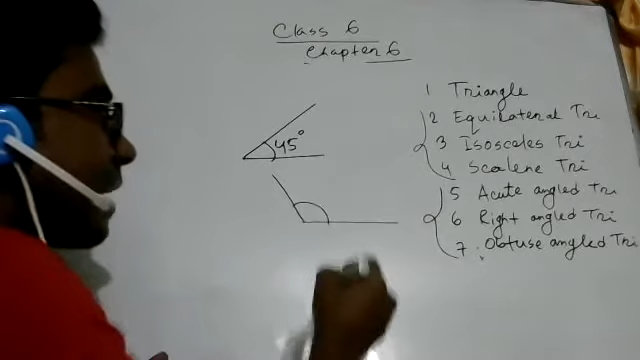 Class 6
Chapter 6
45°
1 Triangle
2 Equilateral Tri
3 Isosceles Tri
4 Scalene Tri
5 Acute angled Tri
6 Right angled Tri
7. Obtuse angled Tri